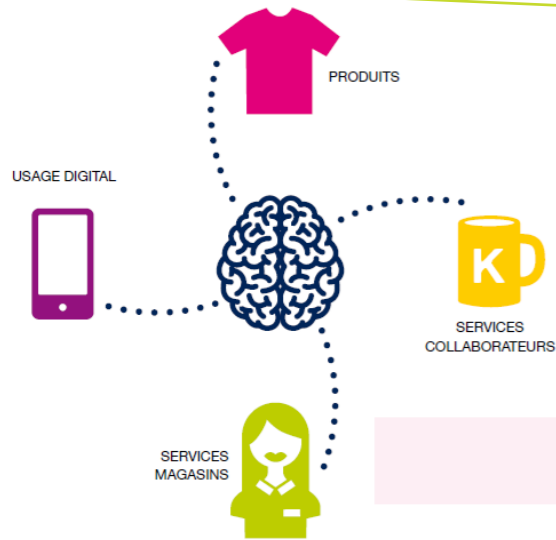 PRODUITS
USAGE DIGITAL
K
SERVICES
COLLABORATEURS
SERVICES
MAGASINS